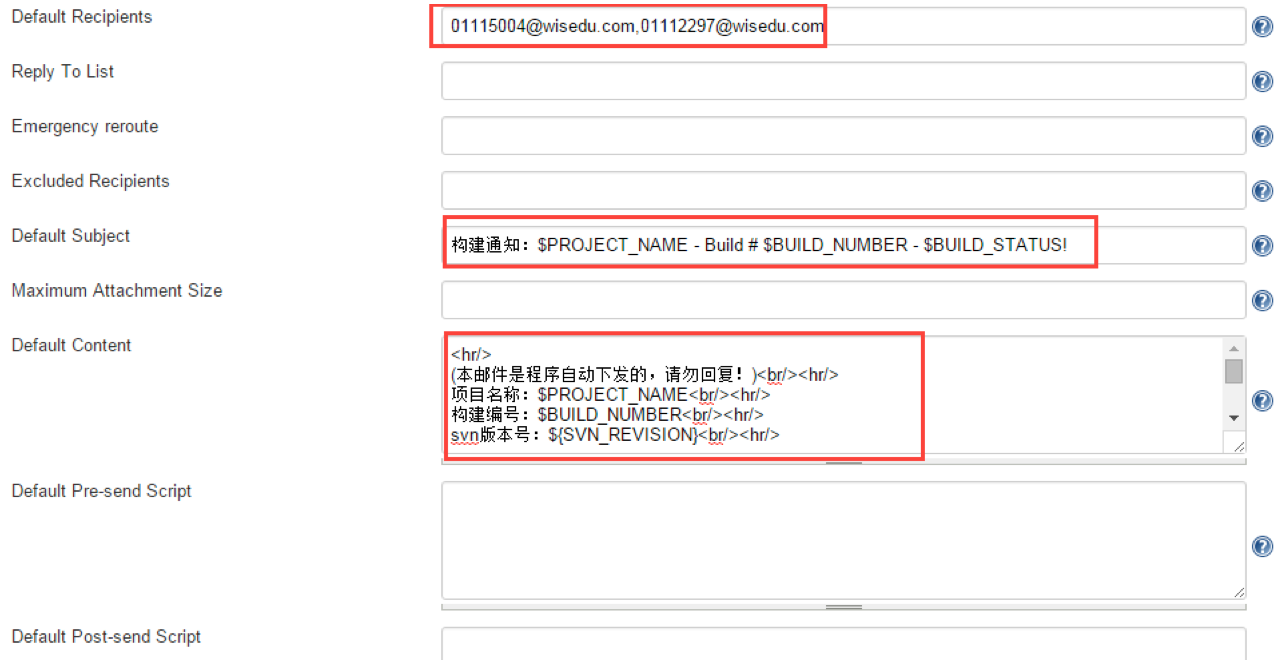 Default Recipients
01115004@wisedu.com,01112297@wisedu.com
Reply To List
Emergency reroute
Excluded Recipients
Default Subject
构建通知：$PROJECT_NAME - Build # $BUILD_NUMBER - $BUILD_STATUS!
Maximum Attachment Size
Default Content
<hr/>
(本邮件是程序自动下发的，请勿回复！)<br/><hr/>
项目名称：$PROJECT_NAME<br/><hr/>
构建编号：$BUILD_NUMBER<br/><hr/>
svn版本号：${SVN_REVISION}<br/><hr/>
Default Pre-send Script
Default Post-send Script